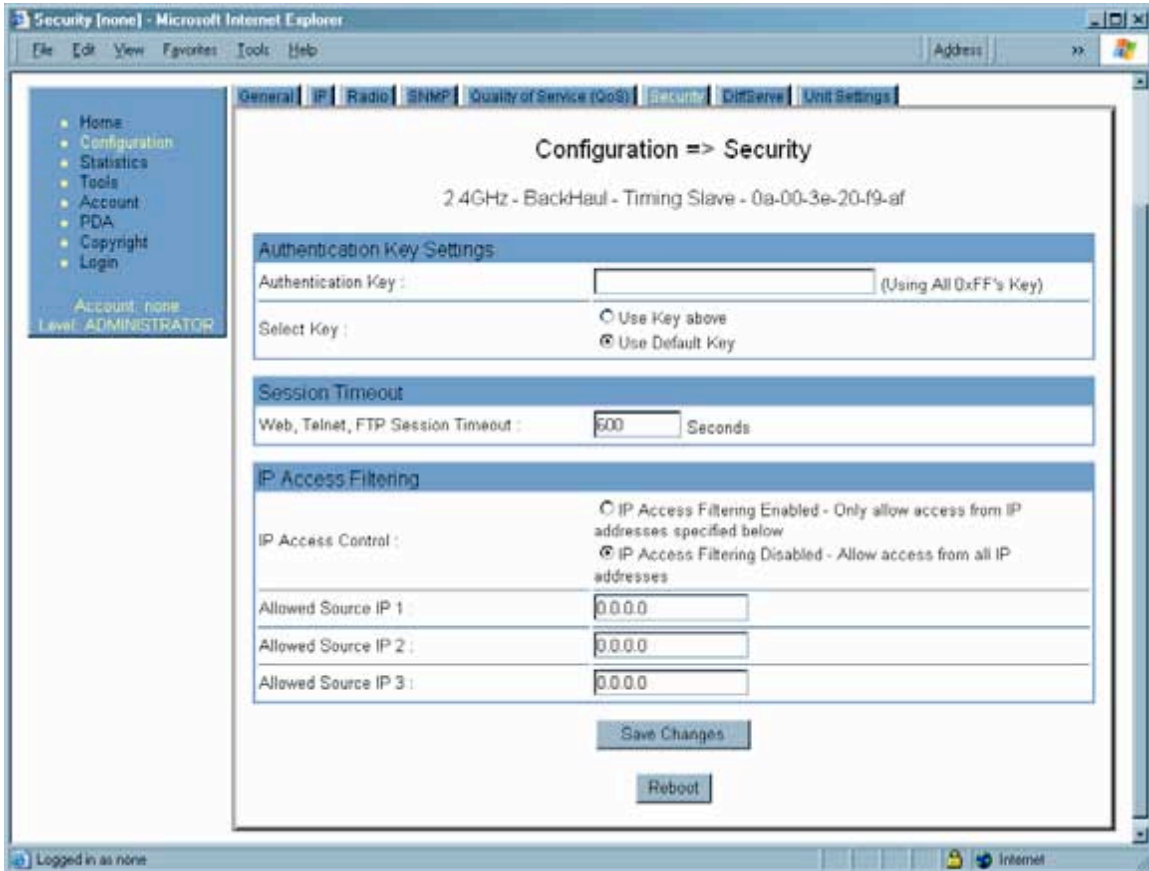 Security [none] - Microsoft Internet Explorer
File Edit View Favorites Tools Help
Address
General IP Radio SNMP Quality of Service (QoS) Security DiffServe Unit Settings
Home
Configuration
Statistics
Tools
Account
PDA
Copyright
Login
Account: none
Level: ADMINISTRATOR
Configuration => Security
2.4GHz - BackHaul - Timing Slave - 0a-00-3e-20-f9-af
Authentication Key Settings
Authentication Key :
(Using All 0xFF's Key)
Select Key :
Use Key above
Use Default Key
Session Timeout
Web, Telnet, FTP Session Timeout :
600 Seconds
IP Access Filtering
IP Access Control :
IP Access Filtering Enabled - Only allow access from IP
addresses specified below
IP Access Filtering Disabled - Allow access from all IP
addresses
Allowed Source IP 1 : 0.0.0.0
Allowed Source IP 2 : 0.0.0.0
Allowed Source IP 3 : 0.0.0.0
Save Changes
Reboot
Logged in as none
Internet